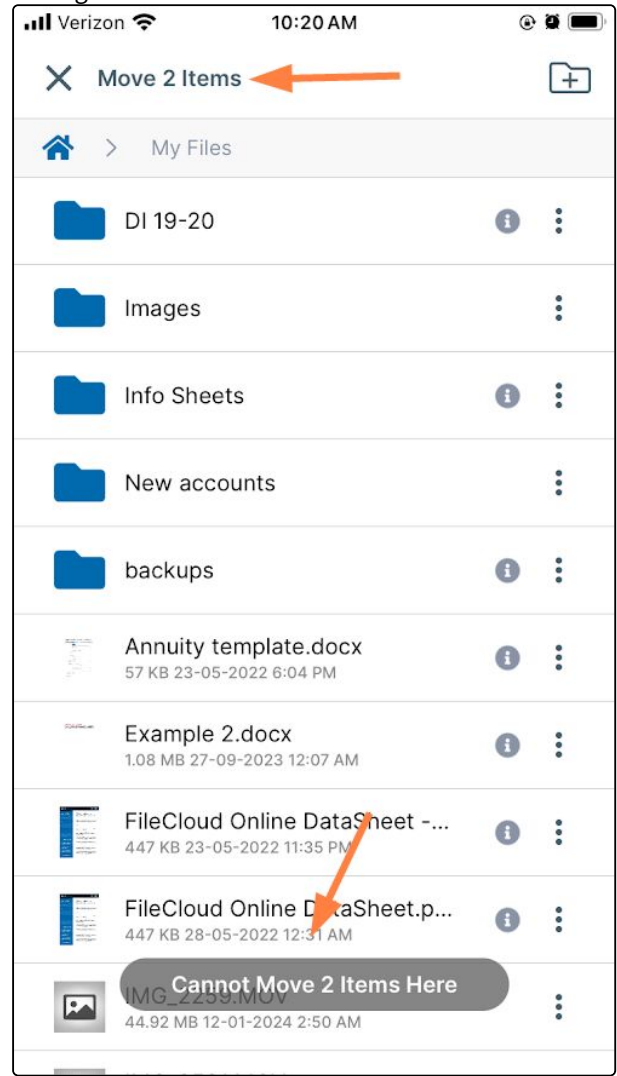 Verizon 10:20 AM
Move 2 Items
My Files
DI 19-20
Images
Info Sheets
New accounts
backups
Annuity template.docx
57 KB 23-05-2022 6:04 PM
Example 2.docx
1.08 MB 27-09-2023 12:07 AM
FileCloud Online DataSheet -...
447 KB 23-05-2022 11:35 PM
FileCloud Online DataSheet.p...
447 KB 28-05-2022 12:31 AM
Cannot Move 2 Items Here
IMG_2259.MOV
44.92 MB 12-01-2024 2:50 AM